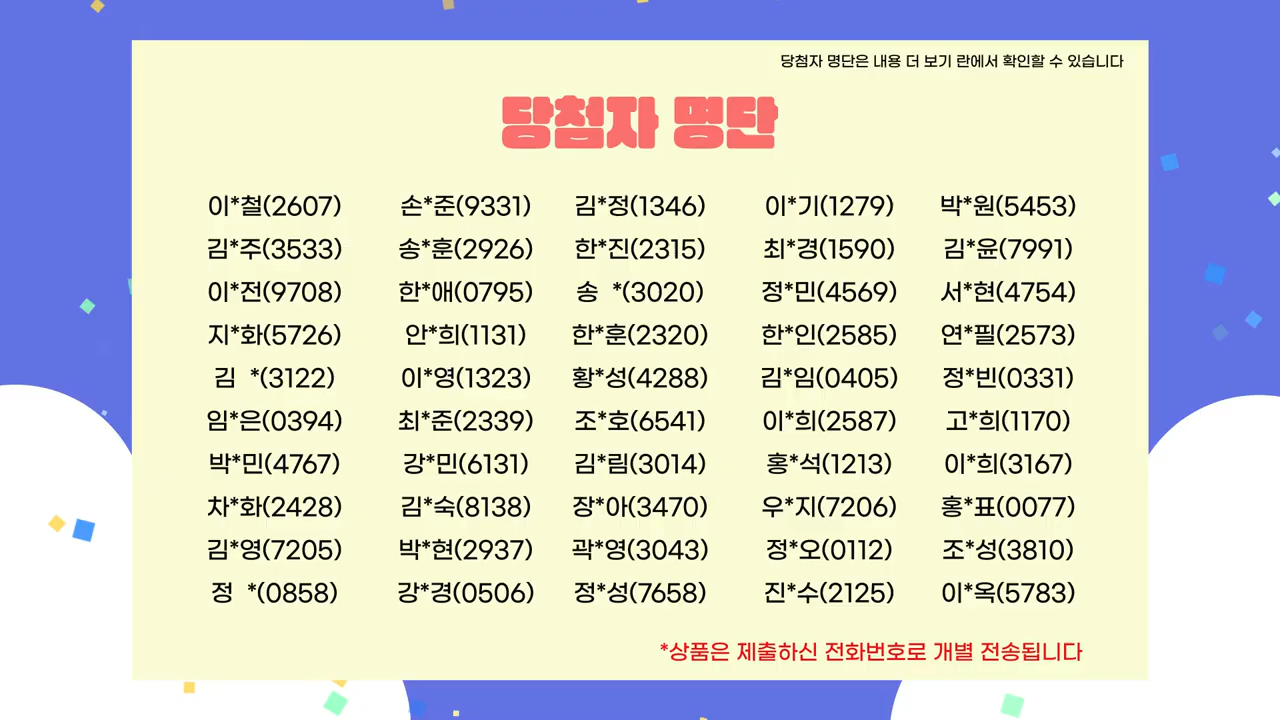 당첨자 명단은 내용 더 보기 란에서 확인할 수 있습니다
당첨자 명단
이*철(2607) 손*준(9331) 김*정(1346) 이*기(1279) 박*원(5453)
김*주(3533) 송*훈(2926) 한*진(2315) 최*경(1590) 김*윤(7991)
이*전(9708) 한*애(0795) 송 *(3020) 정*민(4569) 서*현(4754)
지*화(5726) 안*희(1131) 한*훈(2320) 한*인(2585) 연*필(2573)
김 *(3122) 이*영(1323) 황*성(4288) 김*임(0405) 정*빈(0331)
임*은(0394) 최*준(2339) 조*호(6541) 이*희(2587) 고*희(1170)
박*민(4767) 강*민(6131) 김*림(3014) 홍*석(1213) 이*희(3167)
차*화(2428) 김*숙(8138) 장*아(3470) 우*지(7206) 홍*표(0077)
김*영(7205) 박*현(2937) 곽*영(3043) 정*오(0112) 조*성(3810)
정 *(0858) 강*경(0506) 정*성(7658) 진*수(2125) 이*옥(5783)
*상품은 제출하신 전화번호로 개별 전송됩니다